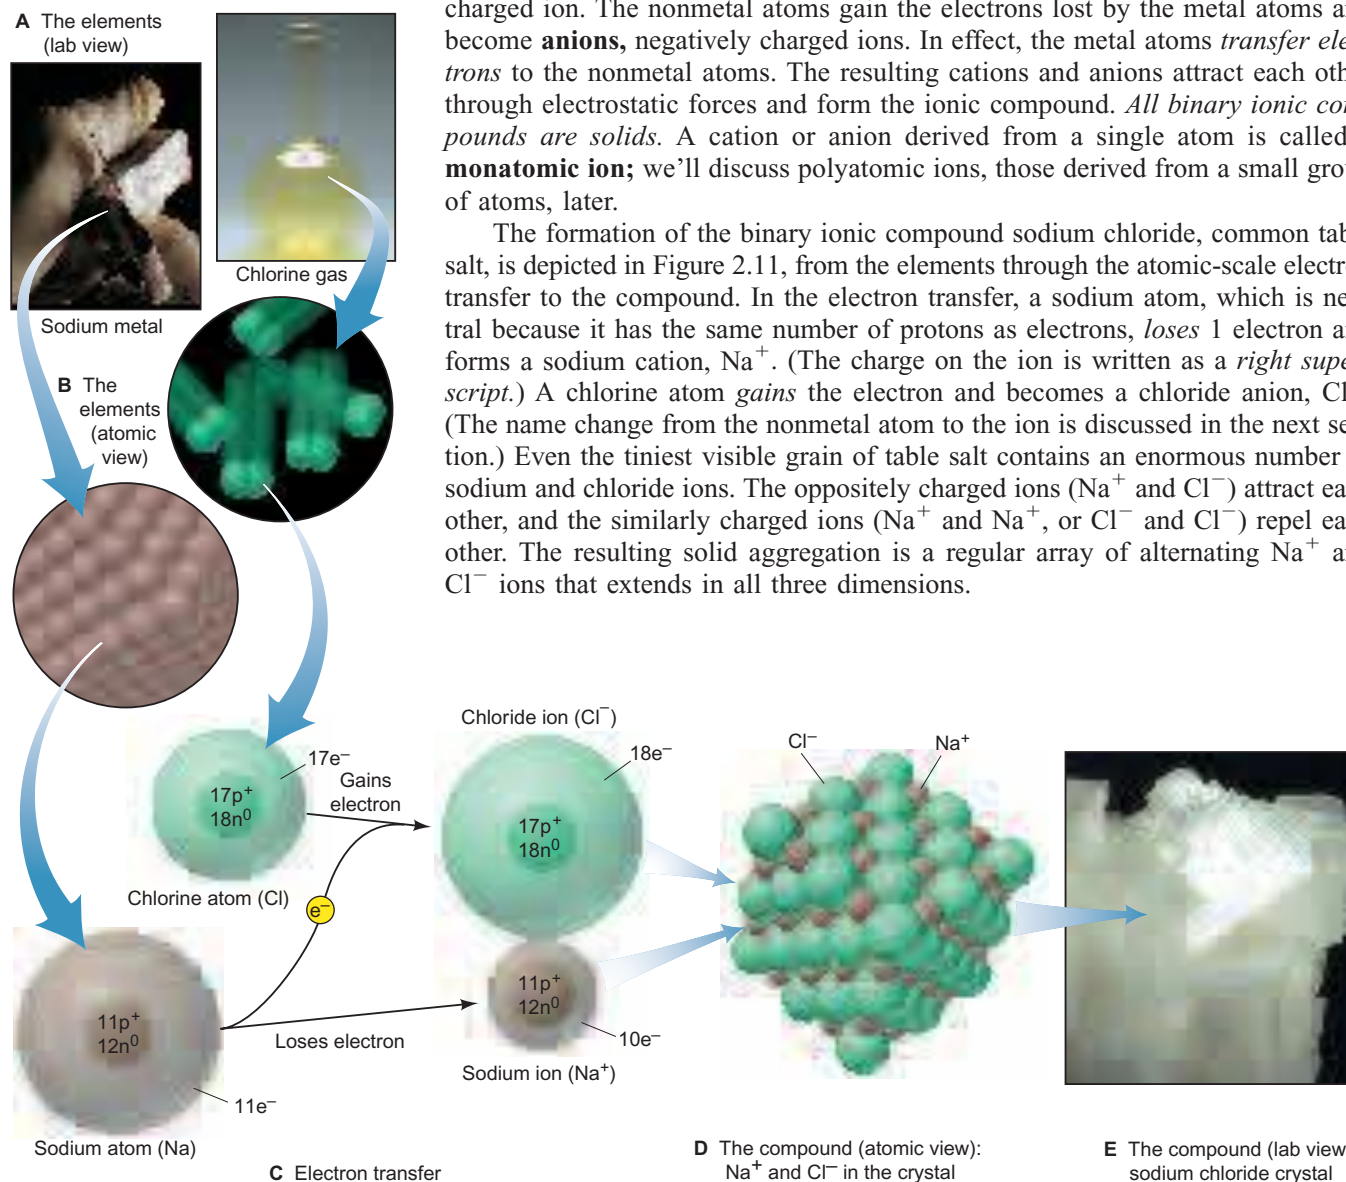 A The elements
(lab view)
Chlorine gas
Sodium metal
B The
elements
(atomic
view)
charged ion. The nonmetal atoms gain the electrons lost by the metal atoms
become anions, negatively charged ions. In effect, the metal atoms transfer ele
trons to the nonmetal atoms. The resulting cations and anions attract each oth
through electrostatic forces and form the ionic compound. All binary ionic com
pounds are solids. A cation or anion derived from a single atom is called
monatomic ion; we’ll discuss polyatomic ions, those derived from a small grou
of atoms, later.
The formation of the binary ionic compound sodium chloride, common tab
salt, is depicted in Figure 2.11, from the elements through the atomic-scale electro
transfer to the compound. In the electron transfer, a sodium atom, which is neu
tral because it has the same number of protons as electrons, loses 1 electron an
forms a sodium cation, Na⁺. (The charge on the ion is written as a right super
script.) A chlorine atom gains the electron and becomes a chloride anion, Cl
(The name change from the nonmetal atom to the ion is discussed in the next sec
tion.) Even the tiniest visible grain of table salt contains an enormous number
sodium and chloride ions. The oppositely charged ions (Na⁺ and Cl⁻) attract eac
other, and the similarly charged ions (Na⁺ and Na⁺, or Cl⁻ and Cl⁻) repel eac
other. The resulting solid aggregation is a regular array of alternating Na⁺ an
Cl⁻ ions that extends in all three dimensions.
17e⁻
17p⁺
18n⁰
Chlorine atom (Cl)
Gains
electron
e⁻
11p⁺
12n⁰
11e⁻
Sodium atom (Na)
Loses electron
Chloride ion (Cl⁻)
18e⁻
17p⁺
18n⁰
11p⁺
12n⁰
10e⁻
Sodium ion (Na⁺)
C Electron transfer
Cl⁻
Na⁺
D The compound (atomic view):
Na⁺ and Cl⁻ in the crystal
E The compound (lab view
sodium chloride crystal